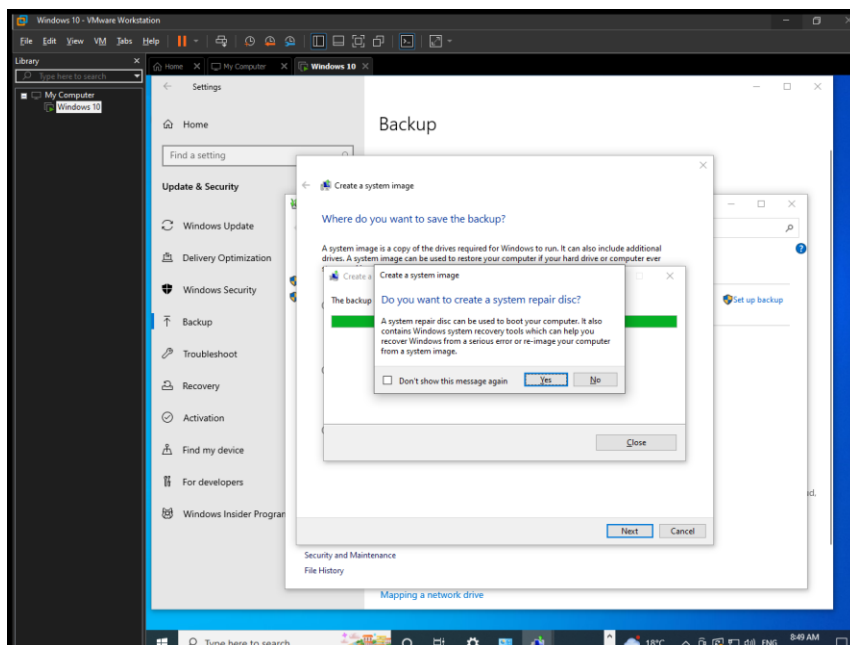 Windows 10 - VMware Workstation
File Edit View VM Tabs Help
Library
Type here to search
My Computer
Windows 10
Home My Computer Windows 10
Settings
Home
Find a setting
Update & Security
Windows Update
Delivery Optimization
Windows Security
Backup
Troubleshoot
Recovery
Activation
Find my device
For developers
Windows Insider Progra
Backup
Create a system image
Where do you want to save the backup?
A system image is a copy of the drives required for Windows to run. It can also include additional
drives. A system image can be used to restore your computer if your hard drive or computer ever
Create a
The backup
Create a system image
Do you want to create a system repair disc?
A system repair disc can be used to boot your computer. It also
contains Windows system recovery tools which can help you
recover Windows from a serious error or re-image your computer
from a system image.
Don't show this message again Yes No
Close
Next Cancel
Set up backup
Security and Maintenance
File History
Mapping a network drive
Type here to search
18°C ENG 8:49 AM